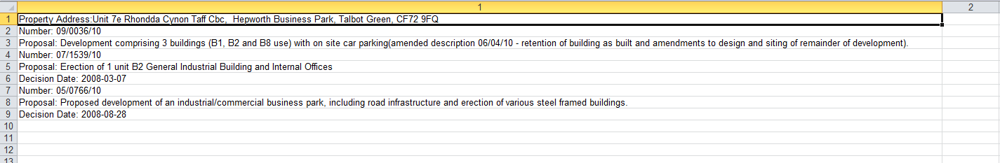 1 2
1 Property Address:Unit 7e Rhondda Cynon Taff Cbc,  Hepworth Business Park, Talbot Green, CF72 9FQ
2 Number: 09/0036/10
3 Proposal: Development comprising 3 buildings (B1, B2 and B8 use) with on site car parking(amended description 06/04/10 - retention of building as built and amendments to design and siting of remainder of development).
4 Number: 07/1539/10
5 Proposal: Erection of 1 unit B2 General Industrial Building and Internal Offices
6 Decision Date: 2008-03-07
7 Number: 05/0766/10
8 Proposal: Proposed development of an industrial/commercial business park, including road infrastructure and erection of various steel framed buildings.
9 Decision Date: 2008-08-28
10
11
12
13